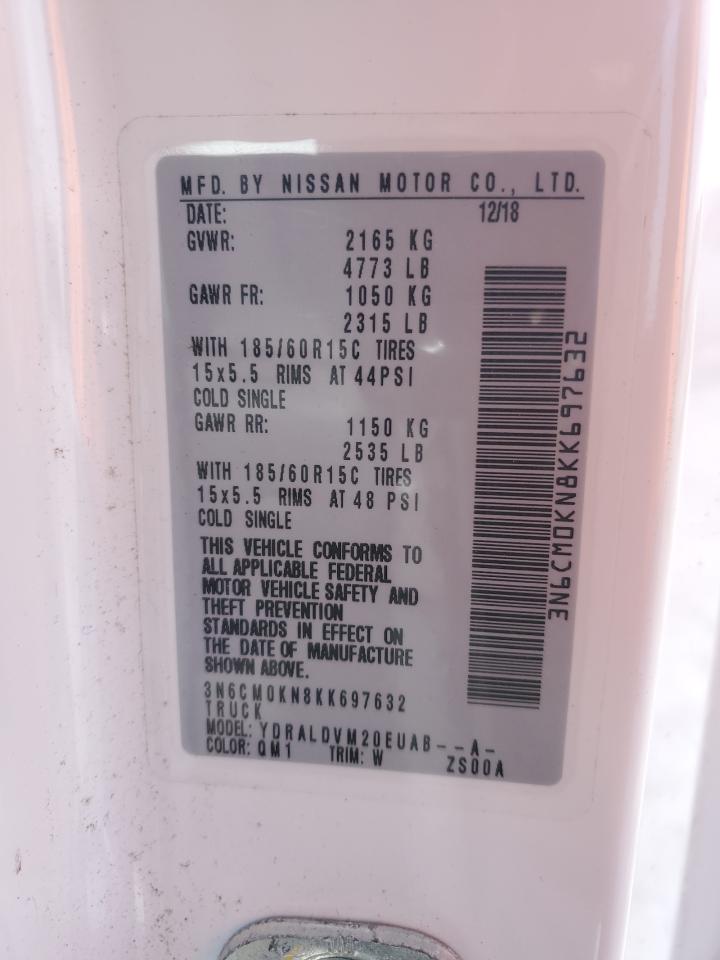 MFD. BY NISSAN MOTOR CO., LTD.
DATE: 12/18
GVWR: 2165 KG
4773 LB
GAWR FR: 1050 KG
2315 LB
WITH 185/60R15C TIRES
15x5.5 RIMS AT 44PSI
COLD SINGLE
GAWR RR: 1150 KG
2535 LB
WITH 185/60R15C TIRES
15x5.5 RIMS AT 48 PSI
COLD SINGLE
THIS VEHICLE CONFORMS TO
ALL APPLICABLE FEDERAL
MOTOR VEHICLE SAFETY AND
THEFT PREVENTION
STANDARDS IN EFFECT ON
THE DATE OF MANUFACTURE
SHOWN ABOVE.
3N6CM0KN8KK697632
TRUCK
MODEL: YDRALDVM20EUAB--A-
COLOR: QM1 TRIM: W ZS00A
3N6CM0KN8KK697632